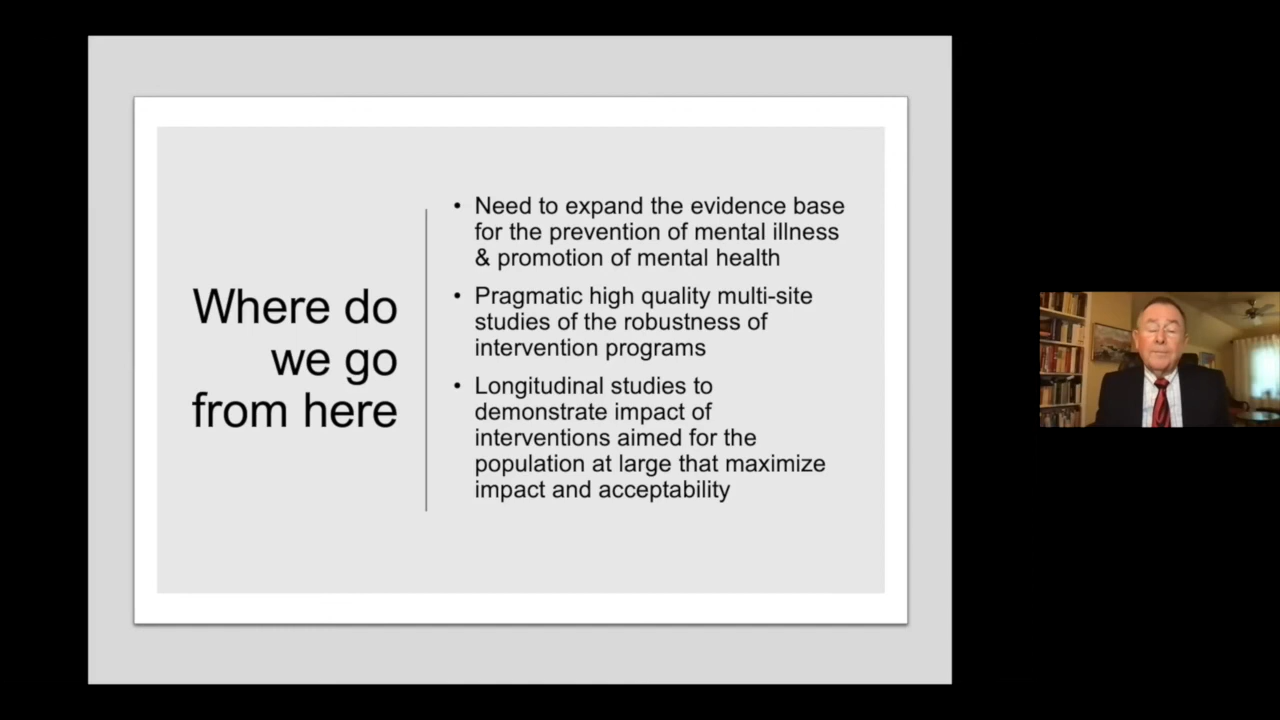 Where do
we go
from here
• Need to expand the evidence base
for the prevention of mental illness
& promotion of mental health
• Pragmatic high quality multi-site
studies of the robustness of
intervention programs
• Longitudinal studies to
demonstrate impact of
interventions aimed for the
population at large that maximize
impact and acceptability